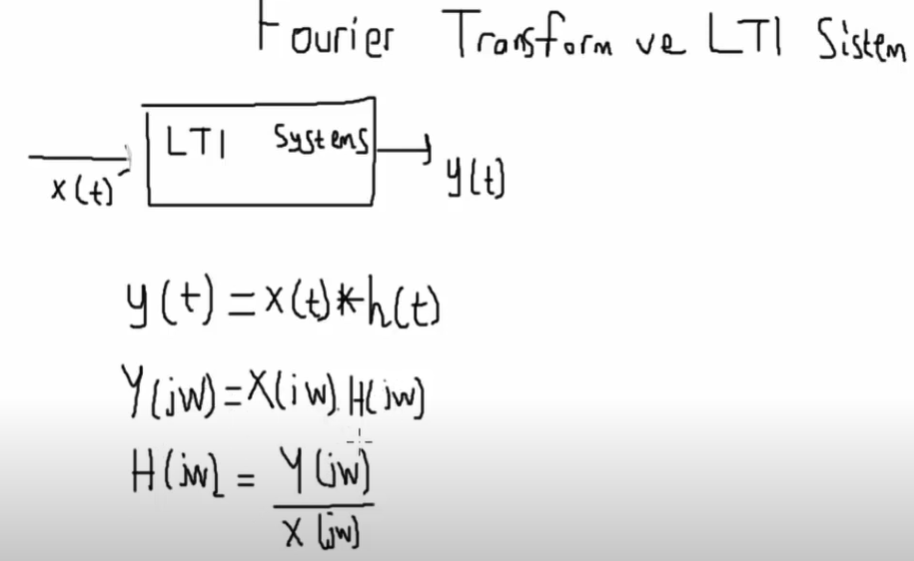 Fourier Transform ve LTI Sistem
LTI Systems
x(t)
y(t)
y(t) = x(t)*h(t)
Y(jw) = X(jw).H(jw)
H(jw) = Y(jw)
X(jw)